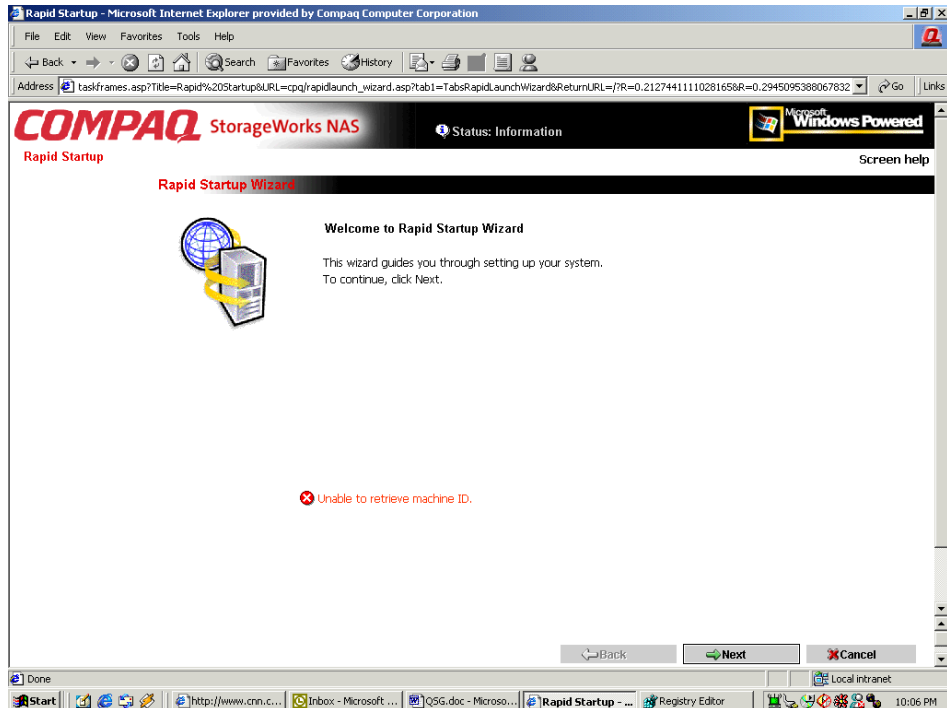 Rapid Startup - Microsoft Internet Explorer provided by Compaq Computer Corporation
File Edit View Favorites Tools Help
Back Search Favorites History
Address taskframes.asp?Title=Rapid%20Startup&URL=cpq/rapidlaunch_wizard.asp?tab1=TabsRapidLaunchWizard&ReturnURL=/?R=0.2127441111028165&R=0.2945095388067832 Go Links
COMPAQ StorageWorks NAS Status: Information Microsoft Windows Powered
Rapid Startup Screen help
Rapid Startup Wizard
Welcome to Rapid Startup Wizard
This wizard guides you through setting up your system.
To continue, click Next.
Unable to retrieve machine ID.
Back Next Cancel
Done Local intranet
Start http://www.cnn.c... Inbox - Microsoft ... QSG.doc - Microso... Rapid Startup - ... Registry Editor 10:06 PM